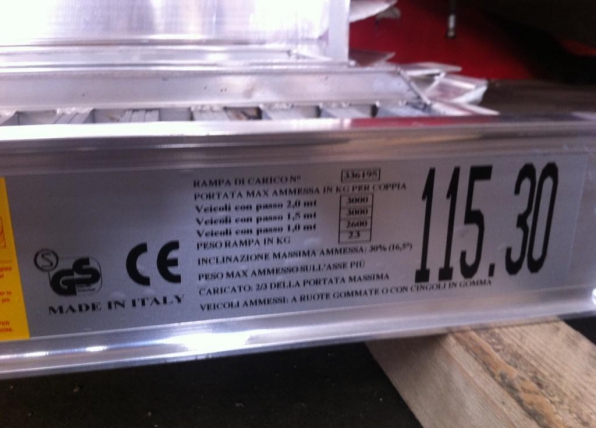 RAMPA DI CARICO N° 336195
PORTATA MAX AMMESSA IN KG PER COPPIA
Veicoli con passo 2,0 mt 3000
Veicoli con passo 1,5 mt 3000
Veicoli con passo 1,0 mt 2600
PESO RAMPA IN KG
INCLINAZIONE MASSIMA AMMESSA: 30% (16,5°)
PESO MAX AMMESSO SULL'ASSE PIÙ
CARICATO: 2/3 DELLA PORTATA MASSIMA
VEICOLI AMMESSI: A RUOTE GOMMATE O CON CINGOLI IN GOMMA
115.30
S
GS
CE
MADE IN ITALY